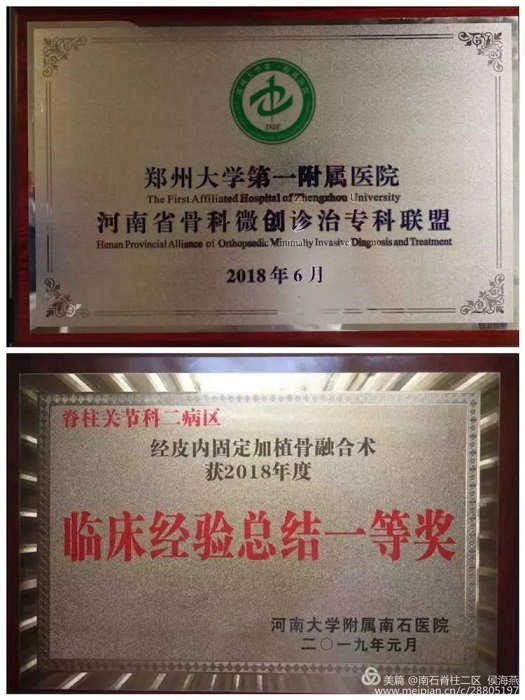 1928
郑州大学第一附属医院
The First Affiliated Hospital of Zhengzhou University
河南省骨科微创诊治专科联盟
Henan Provincial Alliance of Orthopaedic Minimally Invasive Diagnosis and Treatment
2018年6月
脊柱关节科二病区
经皮内固定加植骨融合术
获2018年度
临床经验总结一等奖
河南大学附属南石医院
二〇一九年元月
美篇 @南石脊柱二区 侯海燕
www.meipian.cn/c/28805197